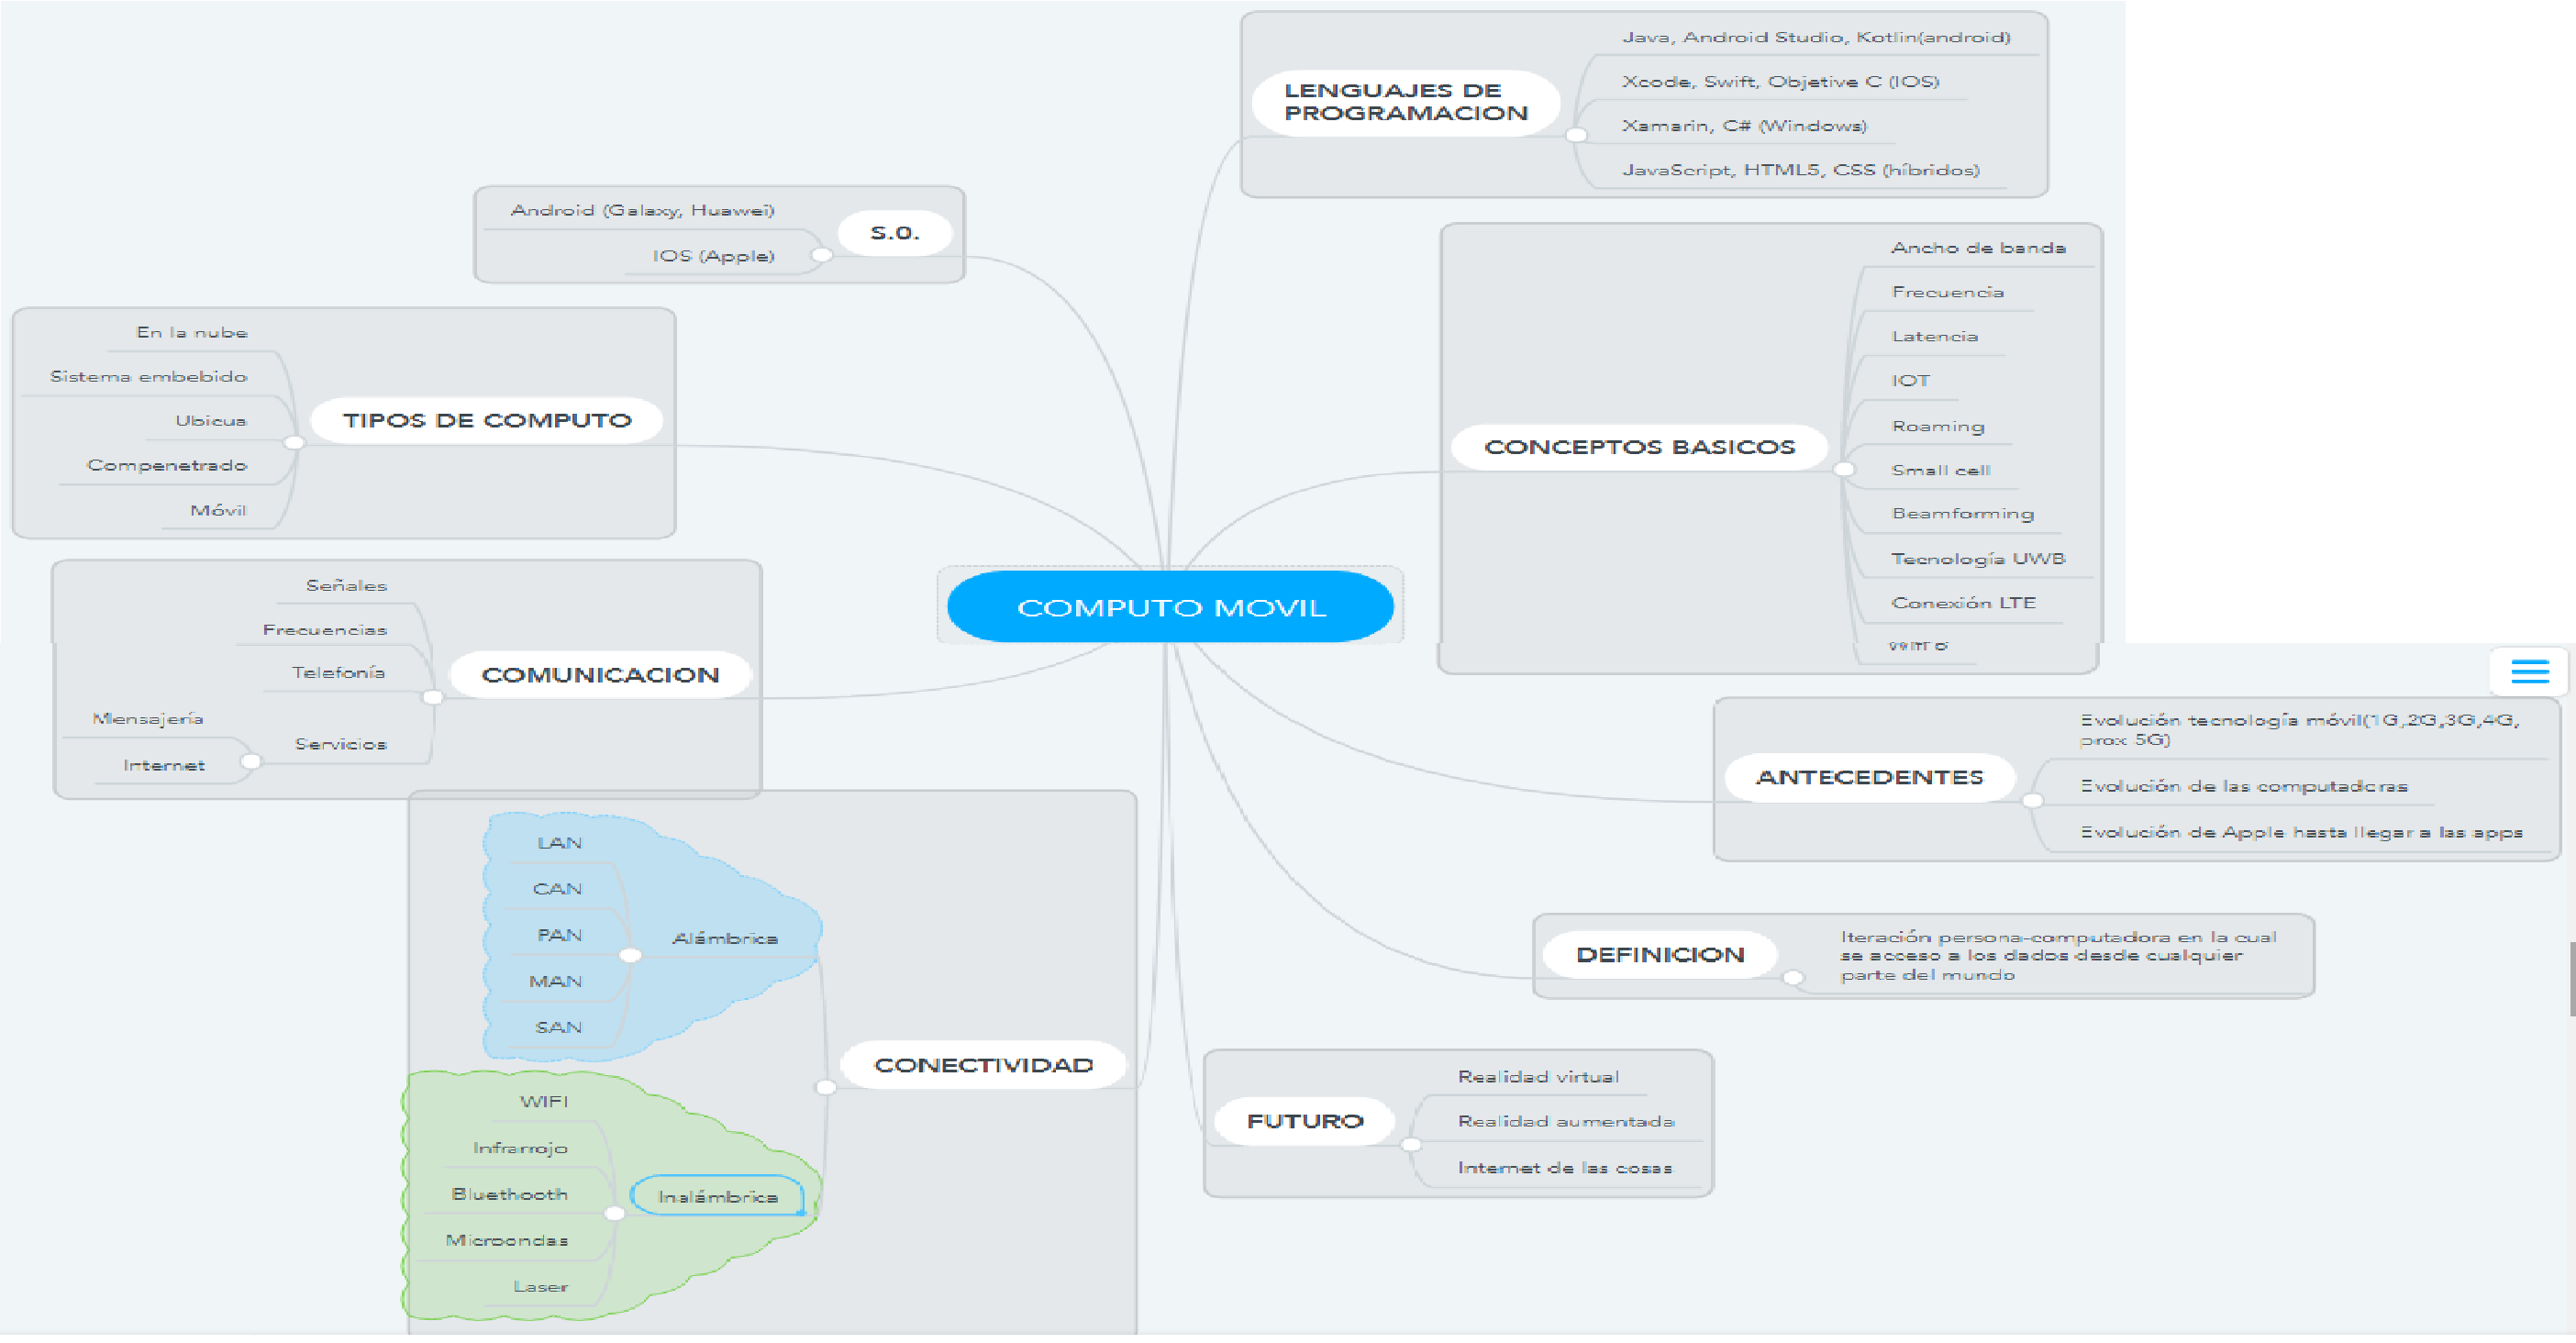 LENGUAJES DE
PROGRAMACION
Java, Android Studio, Kotlin(android)
Xcode, Swift, Objetive C (IOS)
Xamarin, C# (Windows)
JavaScript, HTML5, CSS (híbridos)
S.O.
Android (Galaxy, Huawei)
IOS (Apple)
TIPOS DE COMPUTO
En la nube
Sistema embebido
Ubicua
Compenetrado
Móvil
CONCEPTOS BASICOS
Ancho de banda
Frecuencia
Latencia
IOT
Roaming
Small cell
Beamforming
Tecnología UWB
Conexión LTE
COMPUTO MOVIL
COMUNICACION
Señales
Frecuencias
Telefonía
Servicios
Mensajería
Internet
ANTECEDENTES
Evolución tecnología móvil(1G,2G,3G,4G,
prox 5G)
Evolución de las computadoras
Evolución de Apple hasta llegar a las apps
CONECTIVIDAD
Alámbrica
LAN
CAN
PAN
MAN
SAN
Inalámbrica
WIFI
Infrarrojo
Bluethooth
Microondas
Laser
DEFINICION
Iteración persona-computadora en la cual
se acceso a los dados desde cualquier
parte del mundo
FUTURO
Realidad virtual
Realidad aumentada
Internet de las cosas